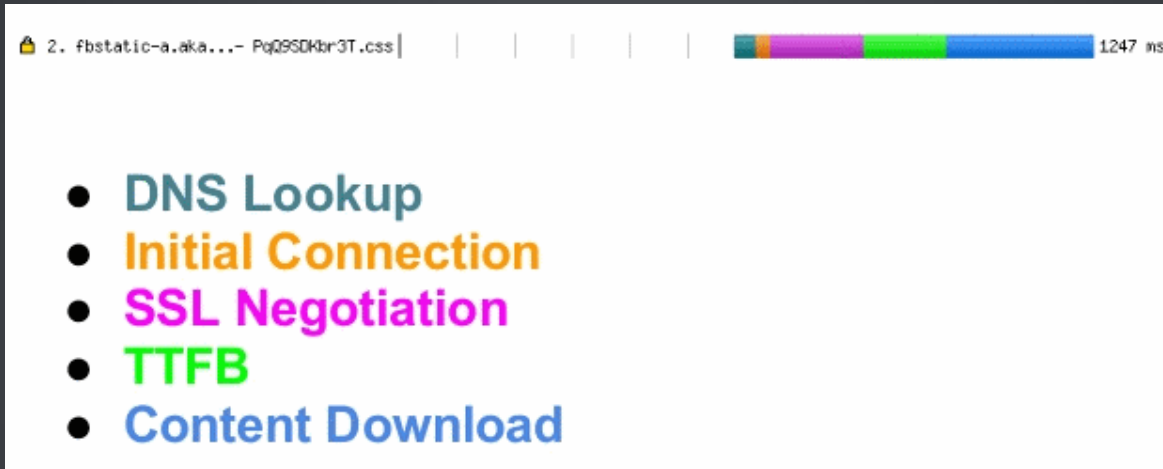 2. fbstatic-a.aka...- PqQ9SDKbr3T.css 1247 ms
DNS Lookup
Initial Connection
SSL Negotiation
TTFB
Content Download